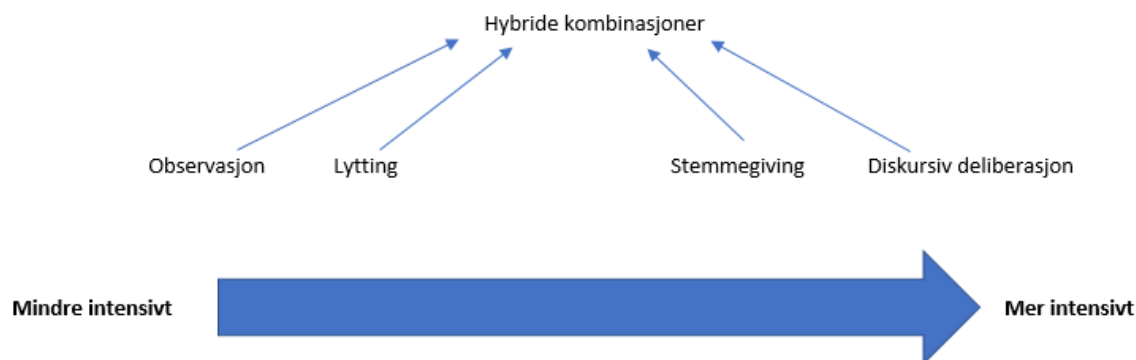 Hybride kombinasjoner
Observasjon
Lytting
Stemmegiving
Diskursiv deliberasjon
Mindre intensivt
Mer intensivt